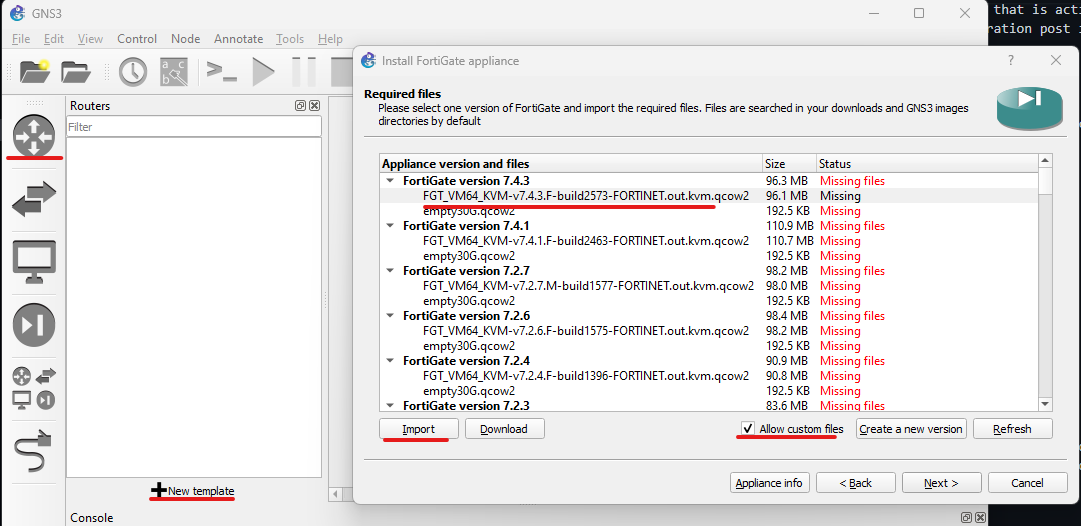 GNS3
that is acti
ration post i
File Edit View Control Node Annotate Tools Help
abc
Install FortiGate appliance
Routers
Filter
Required files
Please select one version of FortiGate and import the required files. Files are searched in your downloads and GNS3 images
directories by default
Appliance version and files Size Status
FortiGate version 7.4.3 96.3 MB Missing files
FGT_VM64_KVM-v7.4.3.F-build2573-FORTINET.out.kvm.qcow2 96.1 MB Missing
empty30G.qcow2 192.5 KB Missing
FortiGate version 7.4.1 110.9 MB Missing files
FGT_VM64_KVM-v7.4.1.F-build2463-FORTINET.out.kvm.qcow2 110.7 MB Missing
empty30G.qcow2 192.5 KB Missing
FortiGate version 7.2.7 98.2 MB Missing files
FGT_VM64_KVM-v7.2.7.M-build1577-FORTINET.out.kvm.qcow2 98.0 MB Missing
empty30G.qcow2 192.5 KB Missing
FortiGate version 7.2.6 98.4 MB Missing files
FGT_VM64_KVM-v7.2.6.F-build1575-FORTINET.out.kvm.qcow2 98.2 MB Missing
empty30G.qcow2 192.5 KB Missing
FortiGate version 7.2.4 90.9 MB Missing files
FGT_VM64_KVM-v7.2.4.F-build1396-FORTINET.out.kvm.qcow2 90.8 MB Missing
empty30G.qcow2 192.5 KB Missing
FortiGate version 7.2.3 83.6 MB Missing files
Import Download Allow custom files Create a new version Refresh
Appliance info < Back Next > Cancel
New template
Console